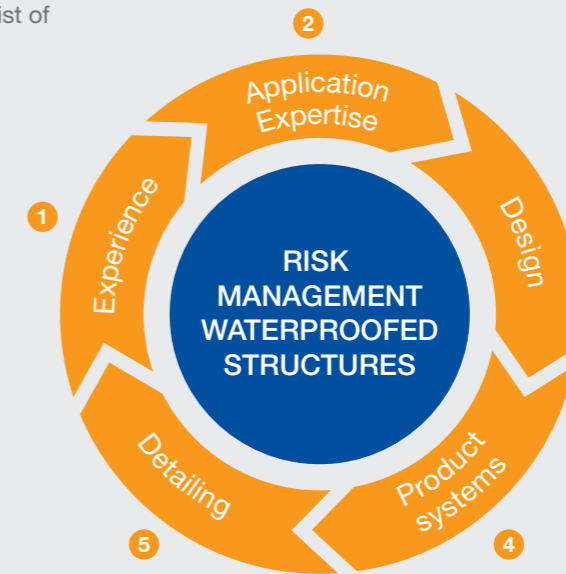 ist of
2
Application
Expertise
1
Experience
Design
RISK
MANAGEMENT
WATERPROOFED
STRUCTURES
Detailing
Product
systems
5
4